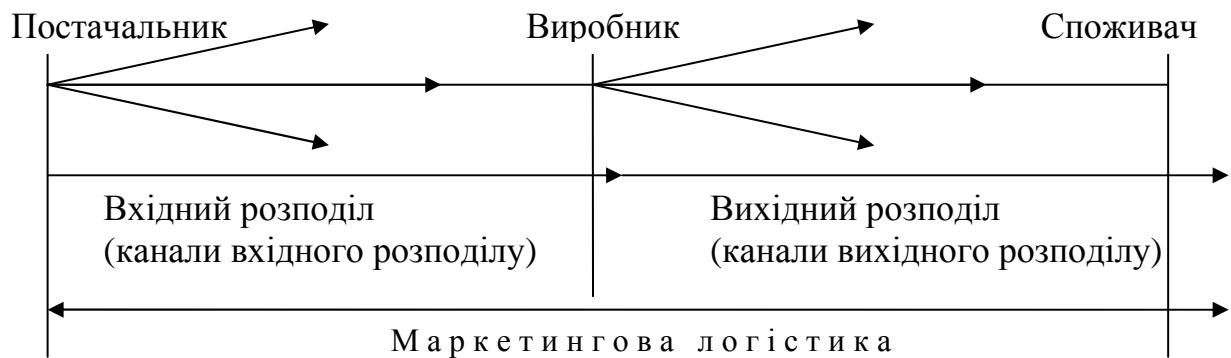 Постачальник Виробник Споживач
Вхідний розподіл
(канали вхідного розподілу)
Вихідний розподіл
(канали вихідного розподілу)
Маркетингова логістика